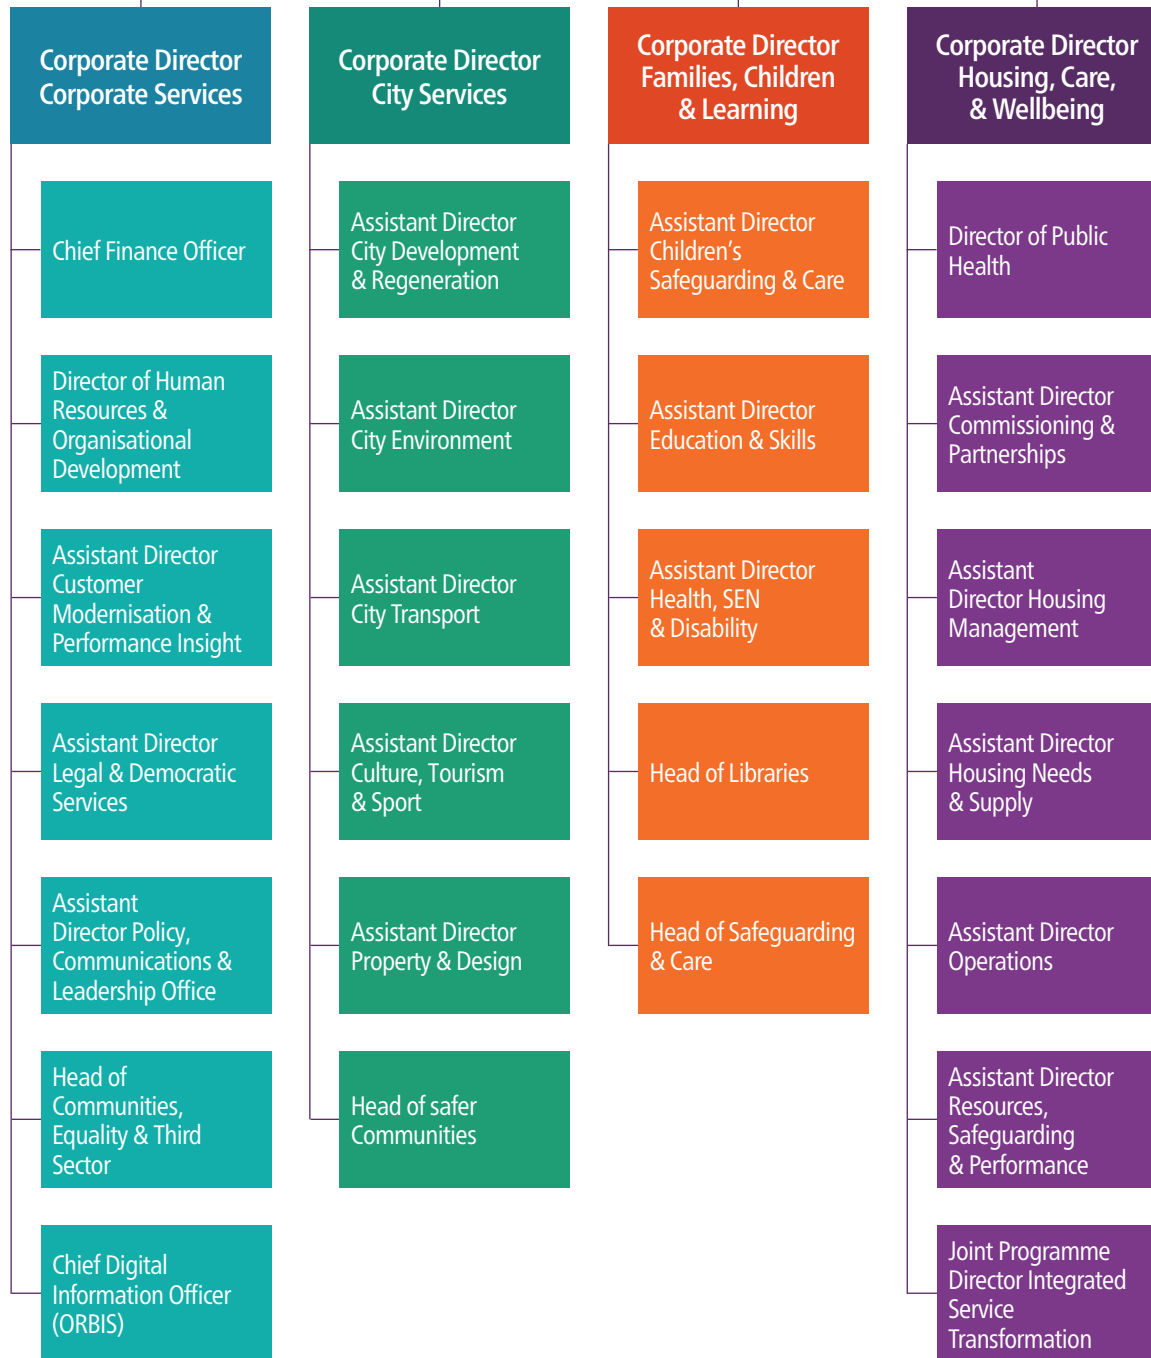 Corporate Director
Corporate Services
Chief Finance Officer
Director of Human
Resources &
Organisational
Development
Assistant Director
Customer
Modernisation &
Performance Insight
Assistant Director
Legal & Democratic
Services
Assistant
Director Policy,
Communications &
Leadership Office
Head of
Communities,
Equality & Third
Sector
Chief Digital
Information Officer
(ORBIS)
Corporate Director
City Services
Assistant Director
City Development
& Regeneration
Assistant Director
City Environment
Assistant Director
City Transport
Assistant Director
Culture, Tourism
& Sport
Assistant Director
Property & Design
Head of safer
Communities
Corporate Director
Families, Children
& Learning
Assistant Director
Children's
Safeguarding & Care
Assistant Director
Education & Skills
Assistant Director
Health, SEN
& Disability
Head of Libraries
Head of Safeguarding
& Care
Corporate Director
Housing, Care,
& Wellbeing
Director of Public
Health
Assistant Director
Commissioning &
Partnerships
Assistant
Director Housing
Management
Assistant Director
Housing Needs
& Supply
Assistant Director
Operations
Assistant Director
Resources,
Safeguarding
& Performance
Joint Programme
Director Integrated
Service
Transformation